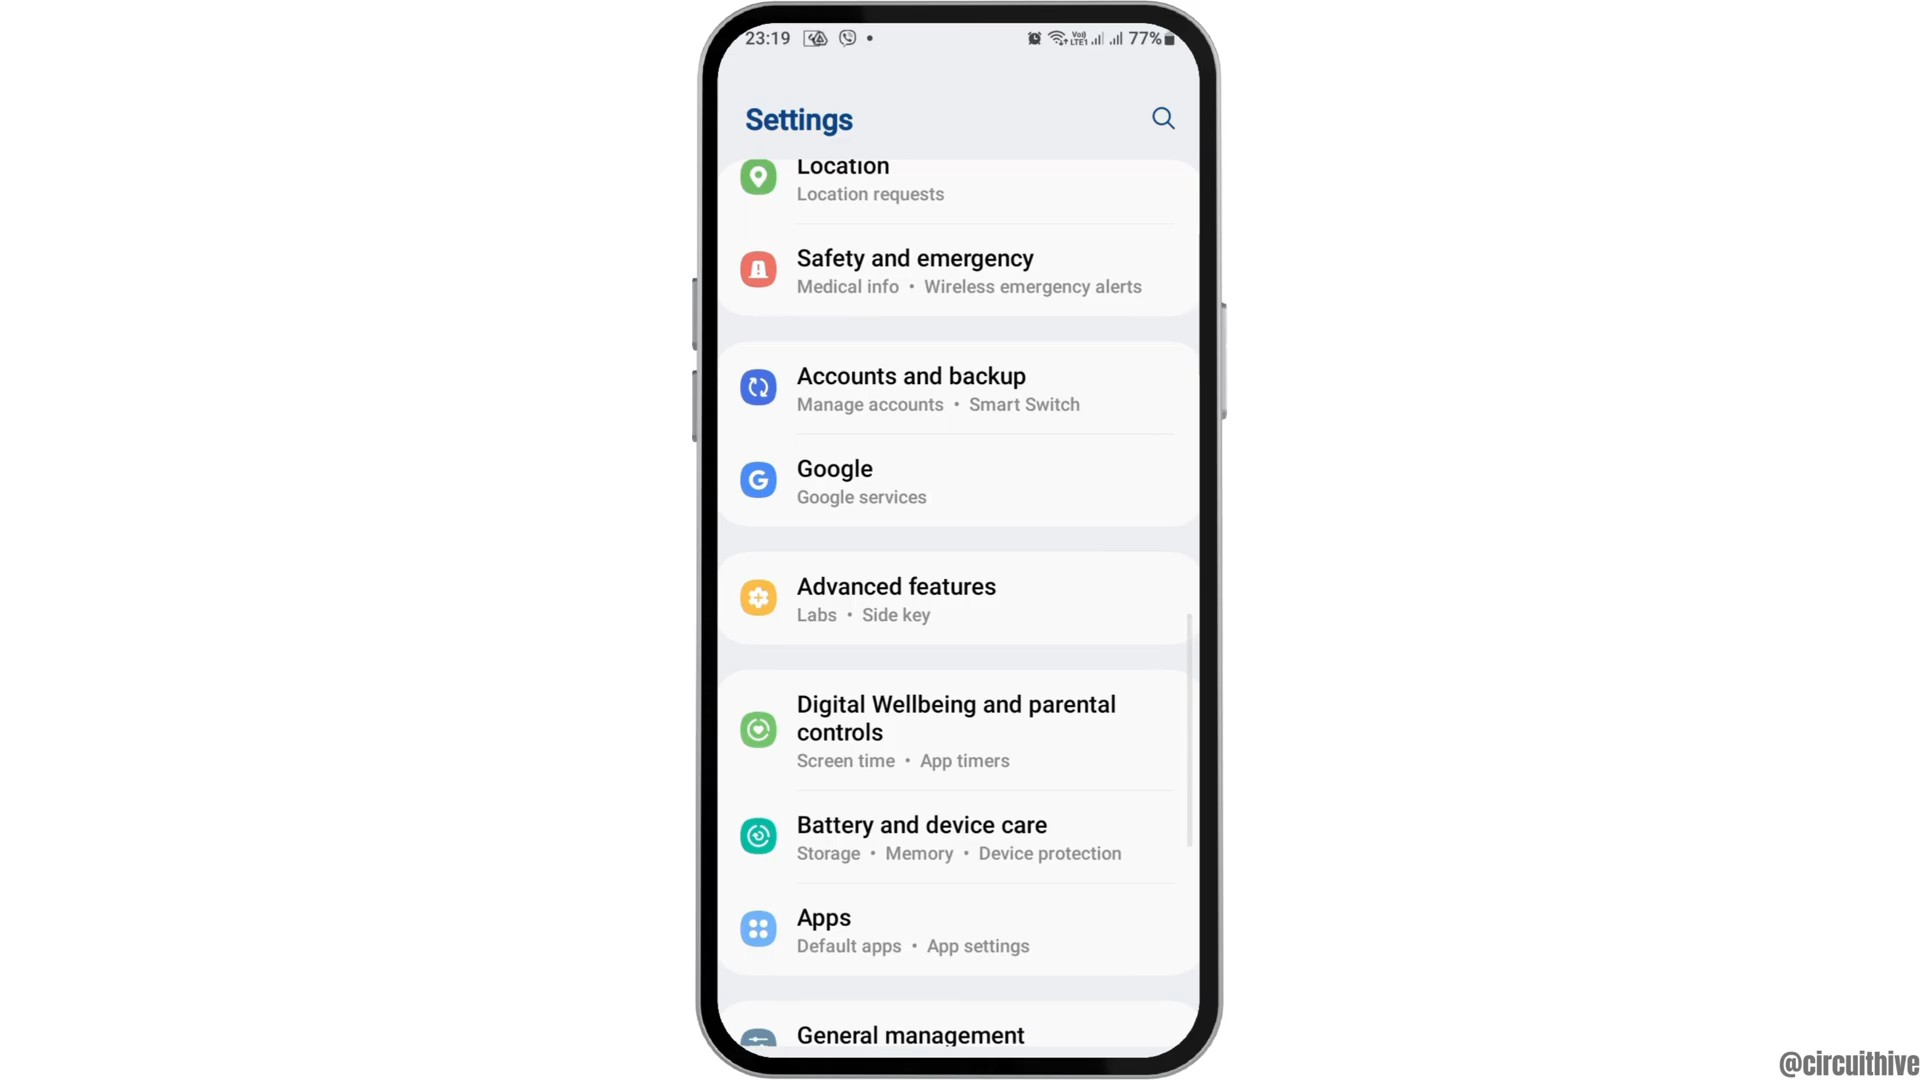 23:19 Vo) LTE1 77%
Settings
Location
Location requests
Safety and emergency
Medical info • Wireless emergency alerts
Accounts and backup
Manage accounts • Smart Switch
Google
Google services
Advanced features
Labs • Side key
Digital Wellbeing and parental
controls
Screen time • App timers
Battery and device care
Storage • Memory • Device protection
Apps
Default apps • App settings
General management
@circuithive